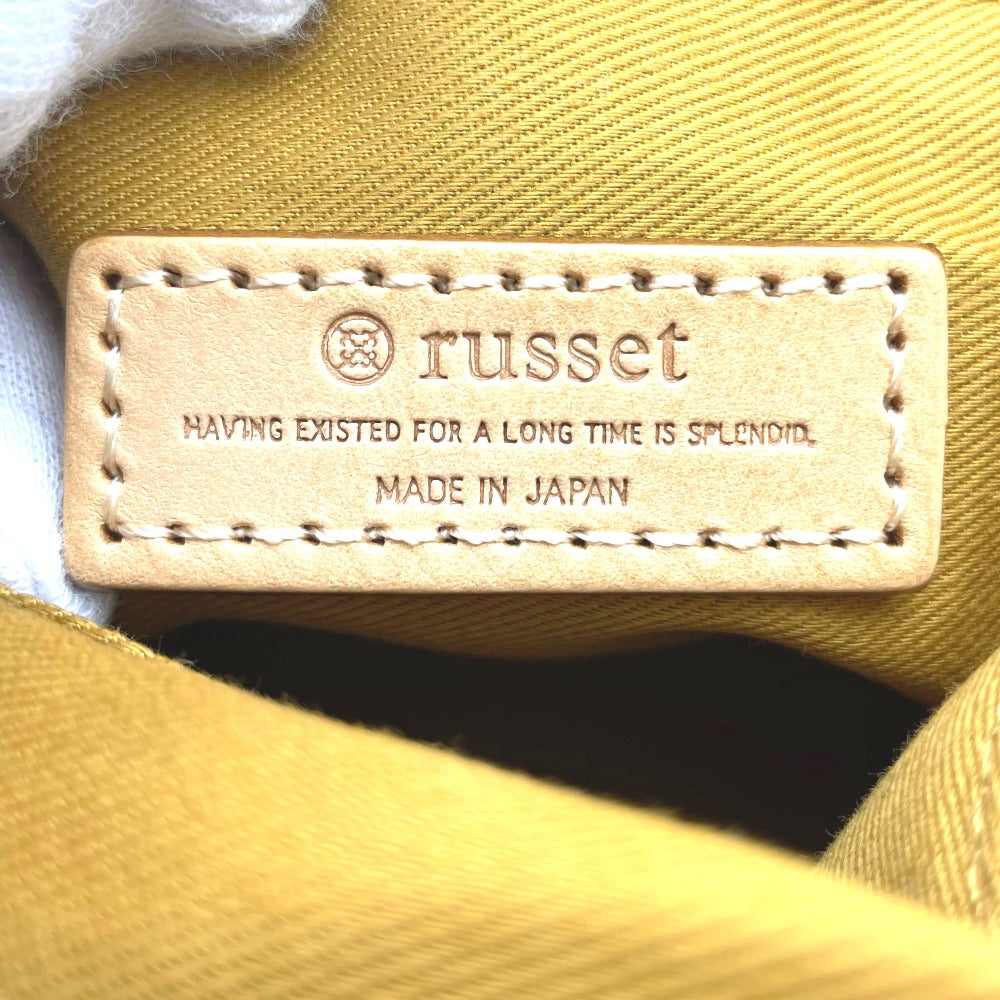 russet
HAVING EXISTED FOR A LONG TIME IS SPLENDID.
MADE IN JAPAN